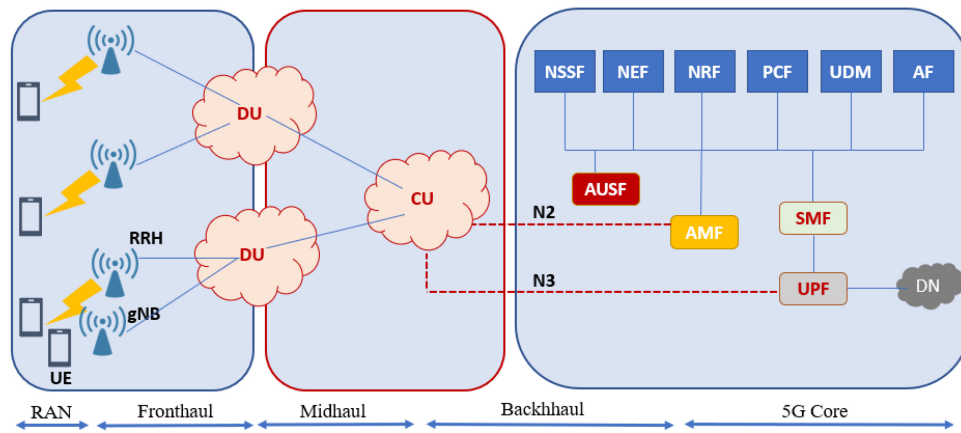 NSSF NEF NRF PCF UDM AF
DU
AUSF
CU
N2
SMF
AMF
RRH
DU
N3
UPF
DN
gNB
UE
RAN Fronthaul Midhaul Backhhaul 5G Core